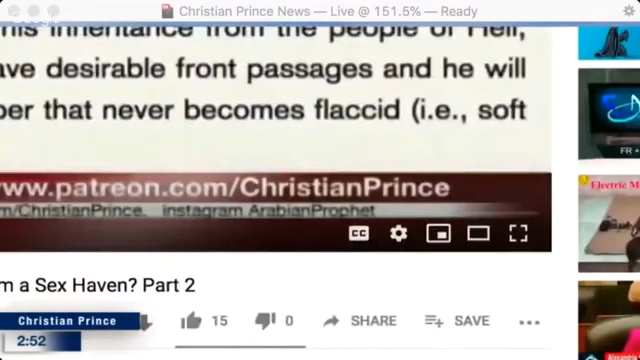 Christian Prince News — Live @ 151.5% — Ready
his inheritance from the people of Hell,
ave desirable front passages and he will
ber that never becomes flaccid (i.e., soft
www.patreon.com/ChristianPrince
m/ChristianPrince. instagram ArabianProphet
CC
FR
Electric M
m a Sex Haven? Part 2
Christian Prince
15 0 SHARE SAVE
2:52